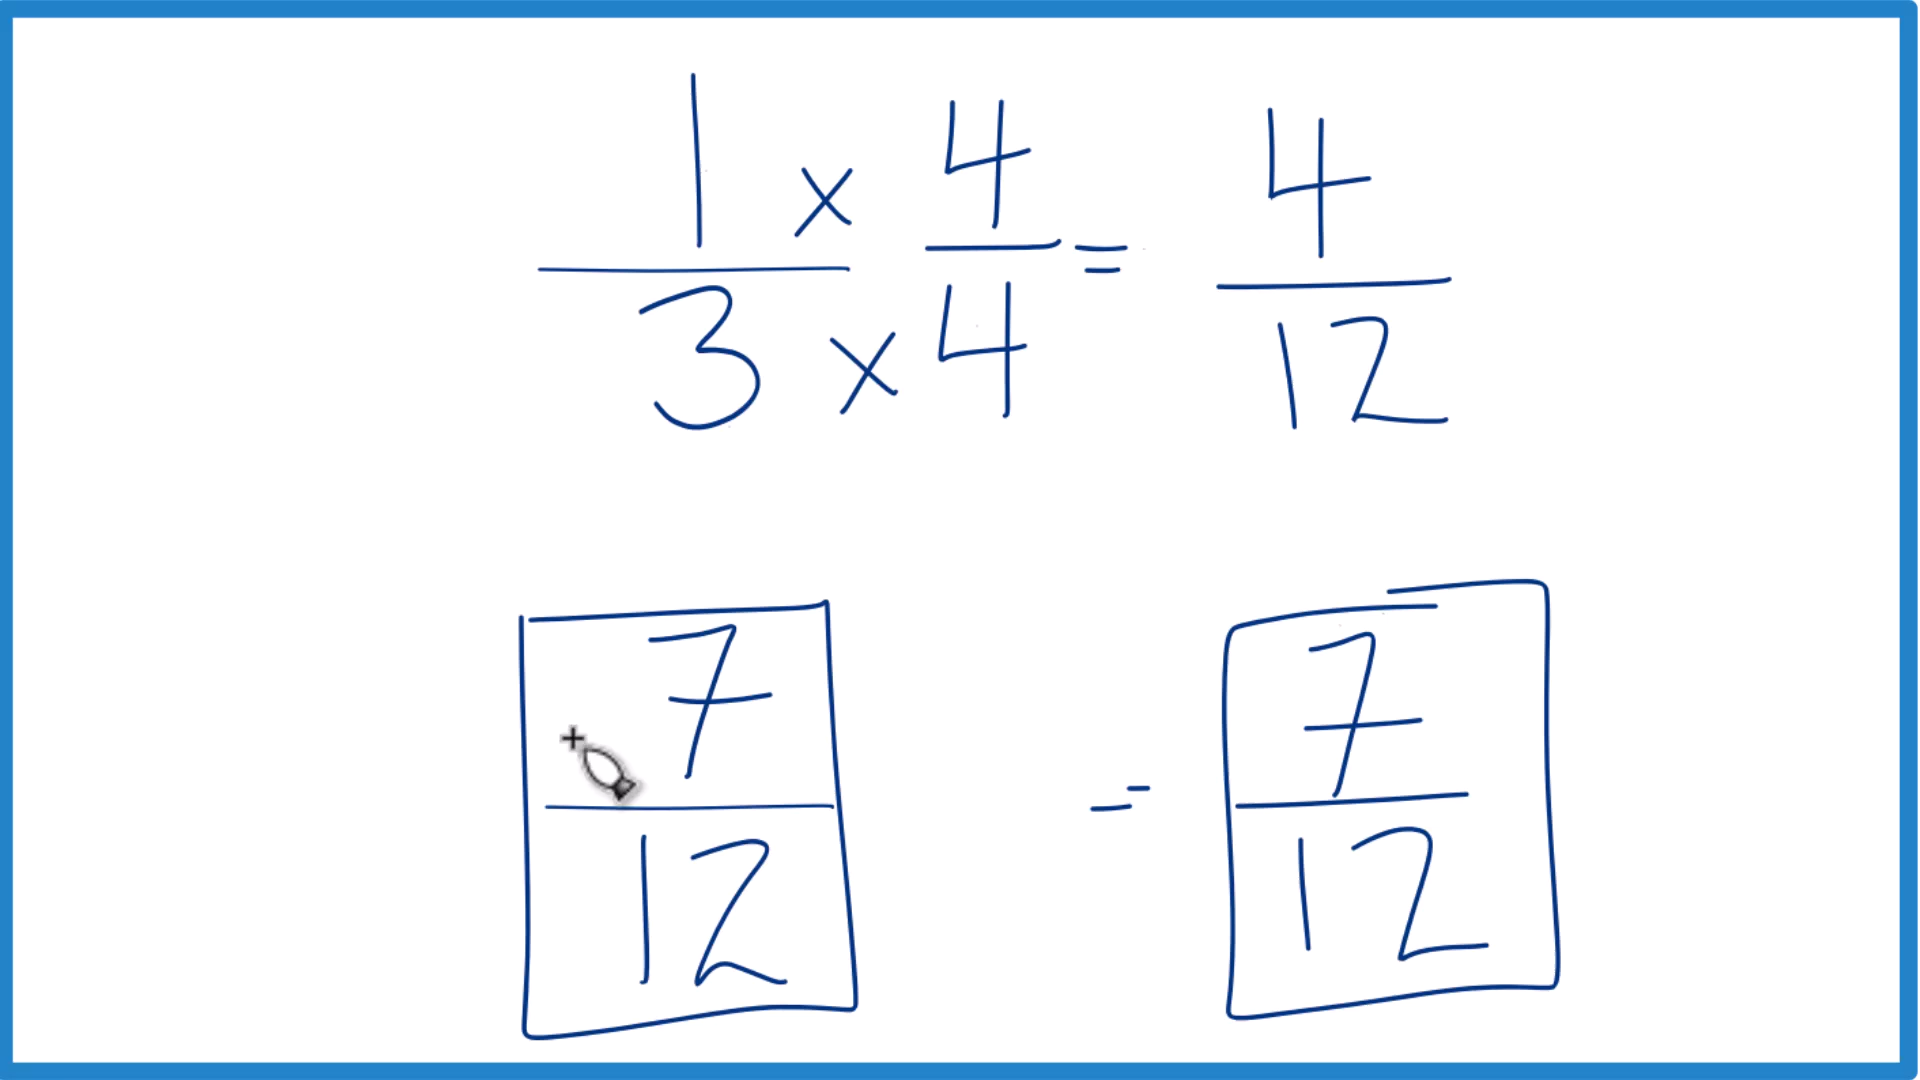 1/3 × 4/4 = 4/12
7/12 = 7/12